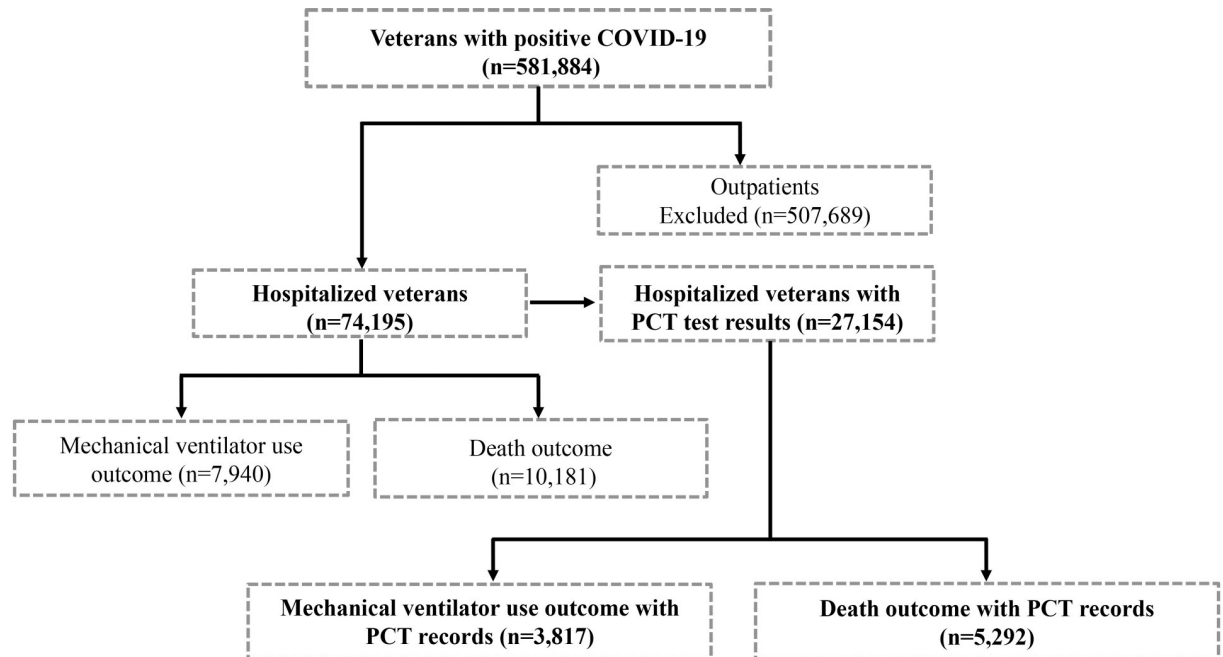 Veterans with positive COVID-19
(n=581,884)
Outpatients
Excluded (n=507,689)
Hospitalized veterans
(n=74,195)
Hospitalized veterans with
PCT test results (n=27,154)
Mechanical ventilator use
outcome (n=7,940)
Death outcome
(n=10,181)
Mechanical ventilator use outcome with
PCT records (n=3,817)
Death outcome with PCT records
(n=5,292)